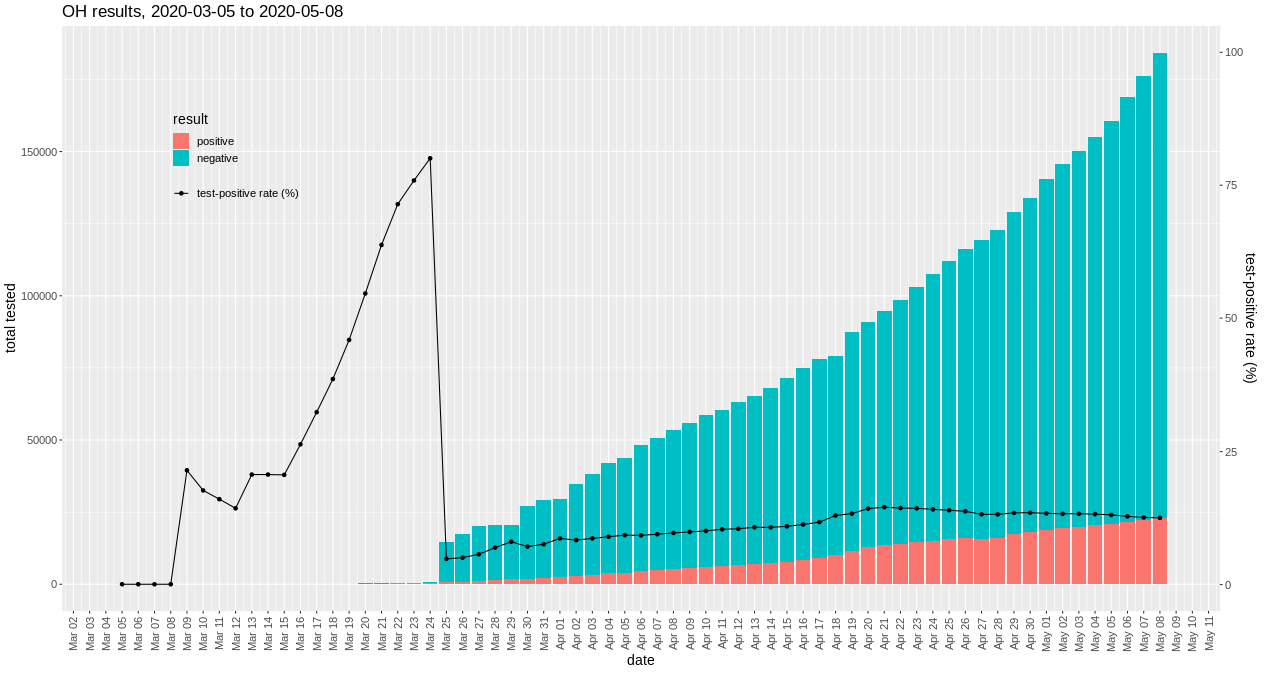 OH results, 2020-03-05 to 2020-05-08
result
positive
negative
test-positive rate (%)
total tested
150000
100000
50000
0
100
75
50
25
0
test-positive rate (%)
Mar 02
Mar 03
Mar 04
Mar 05
Mar 06
Mar 07
Mar 08
Mar 09
Mar 10
Mar 11
Mar 12
Mar 13
Mar 14
Mar 15
Mar 16
Mar 17
Mar 18
Mar 19
Mar 20
Mar 21
Mar 22
Mar 23
Mar 24
Mar 25
Mar 26
Mar 27
Mar 28
Mar 29
Mar 30
Mar 31
Apr 01
Apr 02
Apr 03
Apr 04
Apr 05
Apr 06
Apr 07
Apr 08
Apr 09
Apr 10
Apr 11
Apr 12
Apr 13
Apr 14
Apr 15
Apr 16
Apr 17
Apr 18
Apr 19
Apr 20
Apr 21
Apr 22
Apr 23
Apr 24
Apr 25
Apr 26
Apr 27
Apr 28
Apr 29
Apr 30
May 01
May 02
May 03
May 04
May 05
May 06
May 07
May 08
May 09
May 10
May 11
date